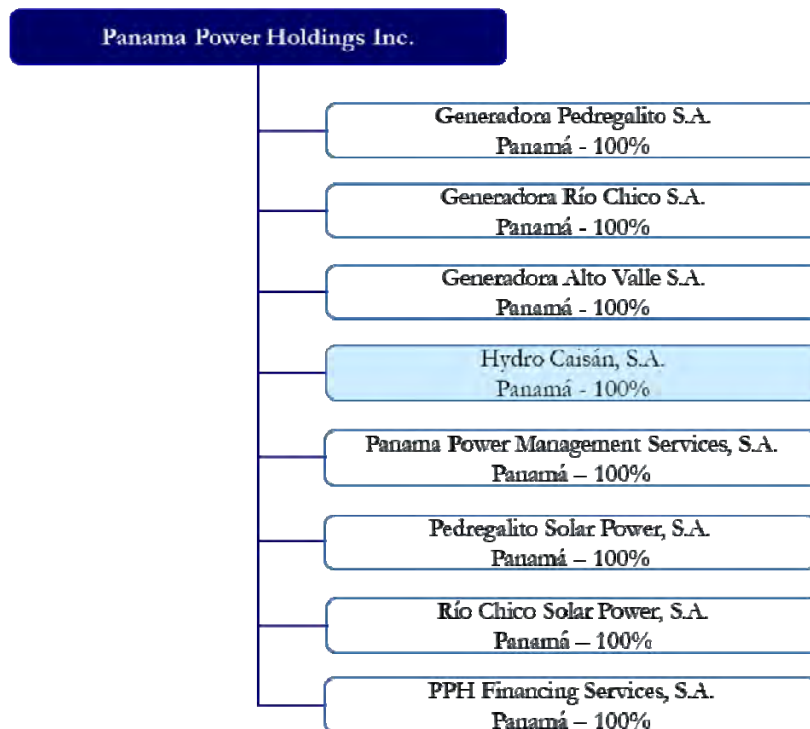 Panama Power Holdings Inc.
Generadora Pedregalito S.A.
Panamá - 100%
Generadora Río Chico S.A.
Panamá - 100%
Generadora Alto Valle S.A.
Panamá - 100%
Hydro Caisán, S.A.
Panamá - 100%
Panama Power Management Services, S.A.
Panamá – 100%
Pedregalito Solar Power, S.A.
Panamá – 100%
Río Chico Solar Power, S.A.
Panamá – 100%
PPH Financing Services, S.A.
Panamá – 100%